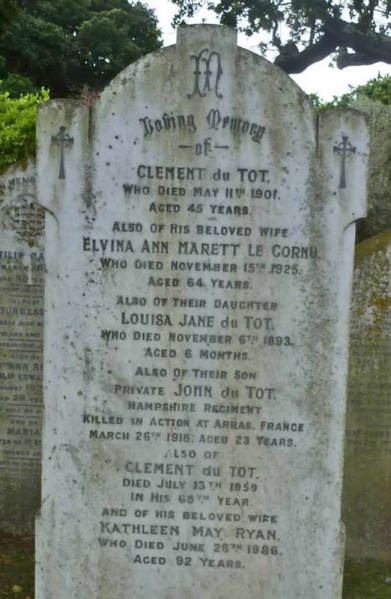 In
Loving Memory
of
CLEMENT du TOT.
WHO DIED MAY 11TH 1901.
AGED 45 YEARS.
ALSO OF HIS BELOVED WIFE
ELVINA ANN MARETT LE CORNU,
WHO DIED NOVEMBER 15TH 1925.
AGED 64 YEARS.
ALSO OF THEIR DAUGHTER
LOUISA JANE du TOT.
WHO DIED NOVEMBER 6TH 1893.
AGED 6 MONTHS.
ALSO OF THEIR SON
PRIVATE JOHN du TOT.
HAMPSHIRE REGIMENT
KILLED IN ACTION AT ARRAS, FRANCE
MARCH 26TH 1918, AGED 23 YEARS.
ALSO OF
CLEMENT du TOT.
DIED JULY 13TH 1959
IN HIS 68TH YEAR.
AND OF HIS BELOVED WIFE
KATHLEEN MAY RYAN,
WHO DIED JUNE 26TH 1986.
AGED 92 YEARS.